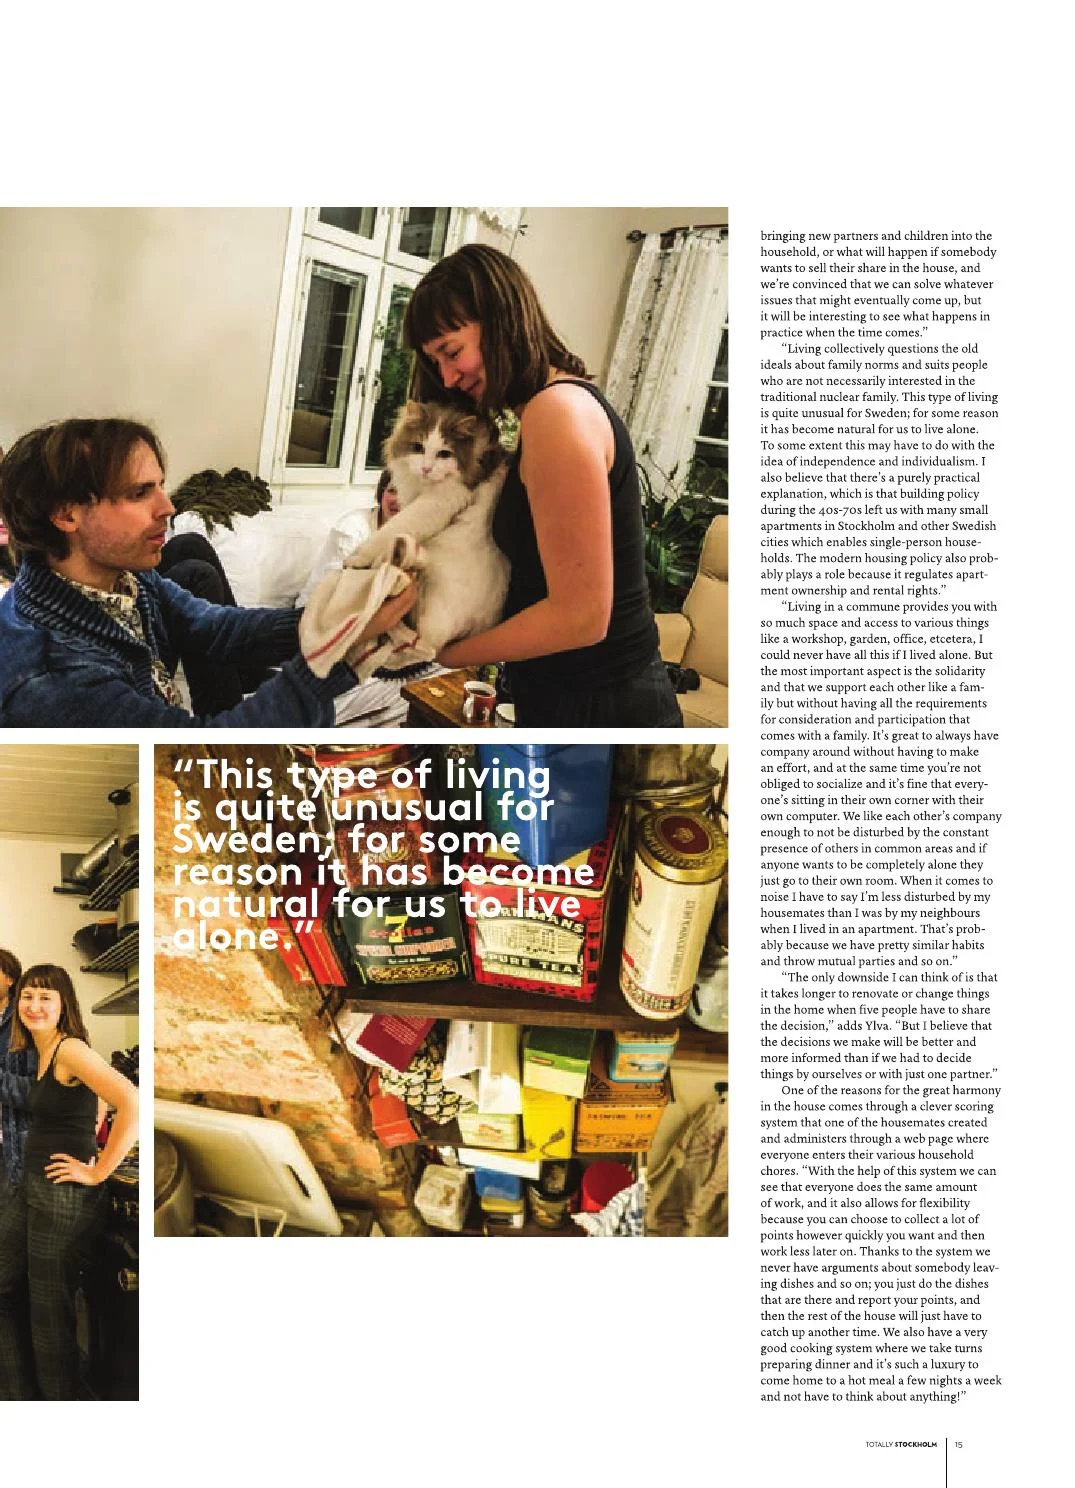 bringing new partners and children into the
household, or what will happen if somebody
wants to sell their share in the house, and
we're convinced that we can solve whatever
issues that might eventually come up, but
it will be interesting to see what happens in
practice when the time comes."
"Living collectively questions the old
ideals about family norms and suits people
who are not necessarily interested in the
traditional nuclear family. This type of living
is quite unusual for Sweden; for some reason
it has become natural for us to live alone.
To some extent this may have to do with the
idea of independence and individualism. I
also believe that there's a purely practical
explanation, which is that building policy
during the 40s-70s left us with many small
apartments in Stockholm and other Swedish
cities which enables single-person house-
holds. The modern housing policy also prob-
ably plays a role because it regulates apart-
ment ownership and rental rights."
"Living in a commune provides you with
so much space and access to various things
like a workshop, garden, office, etcetera, I
could never have all this if I lived alone. But
the most important aspect is the solidarity
and that we support each other like a fam-
ily but without having all the requirements
for consideration and participation that
comes with a family. It's great to always have
company around without having to make
an effort, and at the same time you're not
obliged to socialize and it's fine that every-
one's sitting in their own corner with their
own computer. We like each other's company
enough to not be disturbed by the constant
presence of others in common areas and if
anyone wants to be completely alone they
just go to their own room. When it comes to
noise I have to say I'm less disturbed by my
housemates than I was by my neighbours
when I lived in an apartment. That's prob-
ably because we have pretty similar habits
and throw mutual parties and so on."
"The only downside I can think of is that
it takes longer to renovate or change things
in the home when five people have to share
the decision," adds Ylva. "But I believe that
the decisions we make will be better and
more informed than if we had to decide
things by ourselves or with just one partner."
One of the reasons for the great harmony
in the house comes through a clever scoring
system that one of the housemates created
and administers through a web page where
everyone enters their various household
chores. "With the help of this system we can
see that everyone does the same amount
of work, and it also allows for flexibility
because you can choose to collect a lot of
points however quickly you want and then
work less later on. Thanks to the system we
never have arguments about somebody leav-
ing dishes and so on; you just do the dishes
that are there and report your points, and
then the rest of the house will just have to
catch up another time. We also have a very
good cooking system where we take turns
preparing dinner and it's such a luxury to
come home to a hot meal a few nights a week
and not have to think about anything!"
"This type of living
is quite unusual for
Sweden; for some
reason it has become
natural for us to live
alone."
7
PURE TEA
TOTALLY STOCKHOLM
15